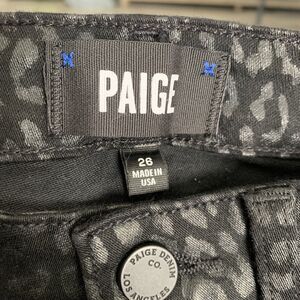 PAIGE
26
MADE IN
USA
PAIGE DENIM
CO.
LOS ANGELES